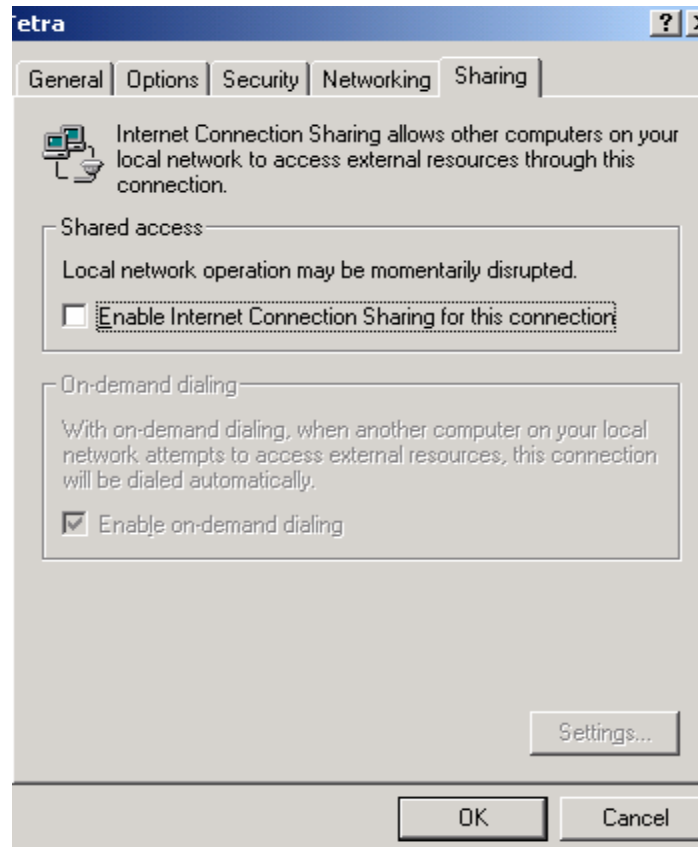 Tetra
General
Options
Security
Networking
Sharing
Internet Connection Sharing allows other computers on your
local network to access external resources through this
connection.
Shared access
Local network operation may be momentarily disrupted.
Enable Internet Connection Sharing for this connection
On-demand dialing
With on-demand dialing, when another computer on your local
network attempts to access external resources, this connection
will be dialed automatically.
Enable on-demand dialing
Settings...
OK
Cancel